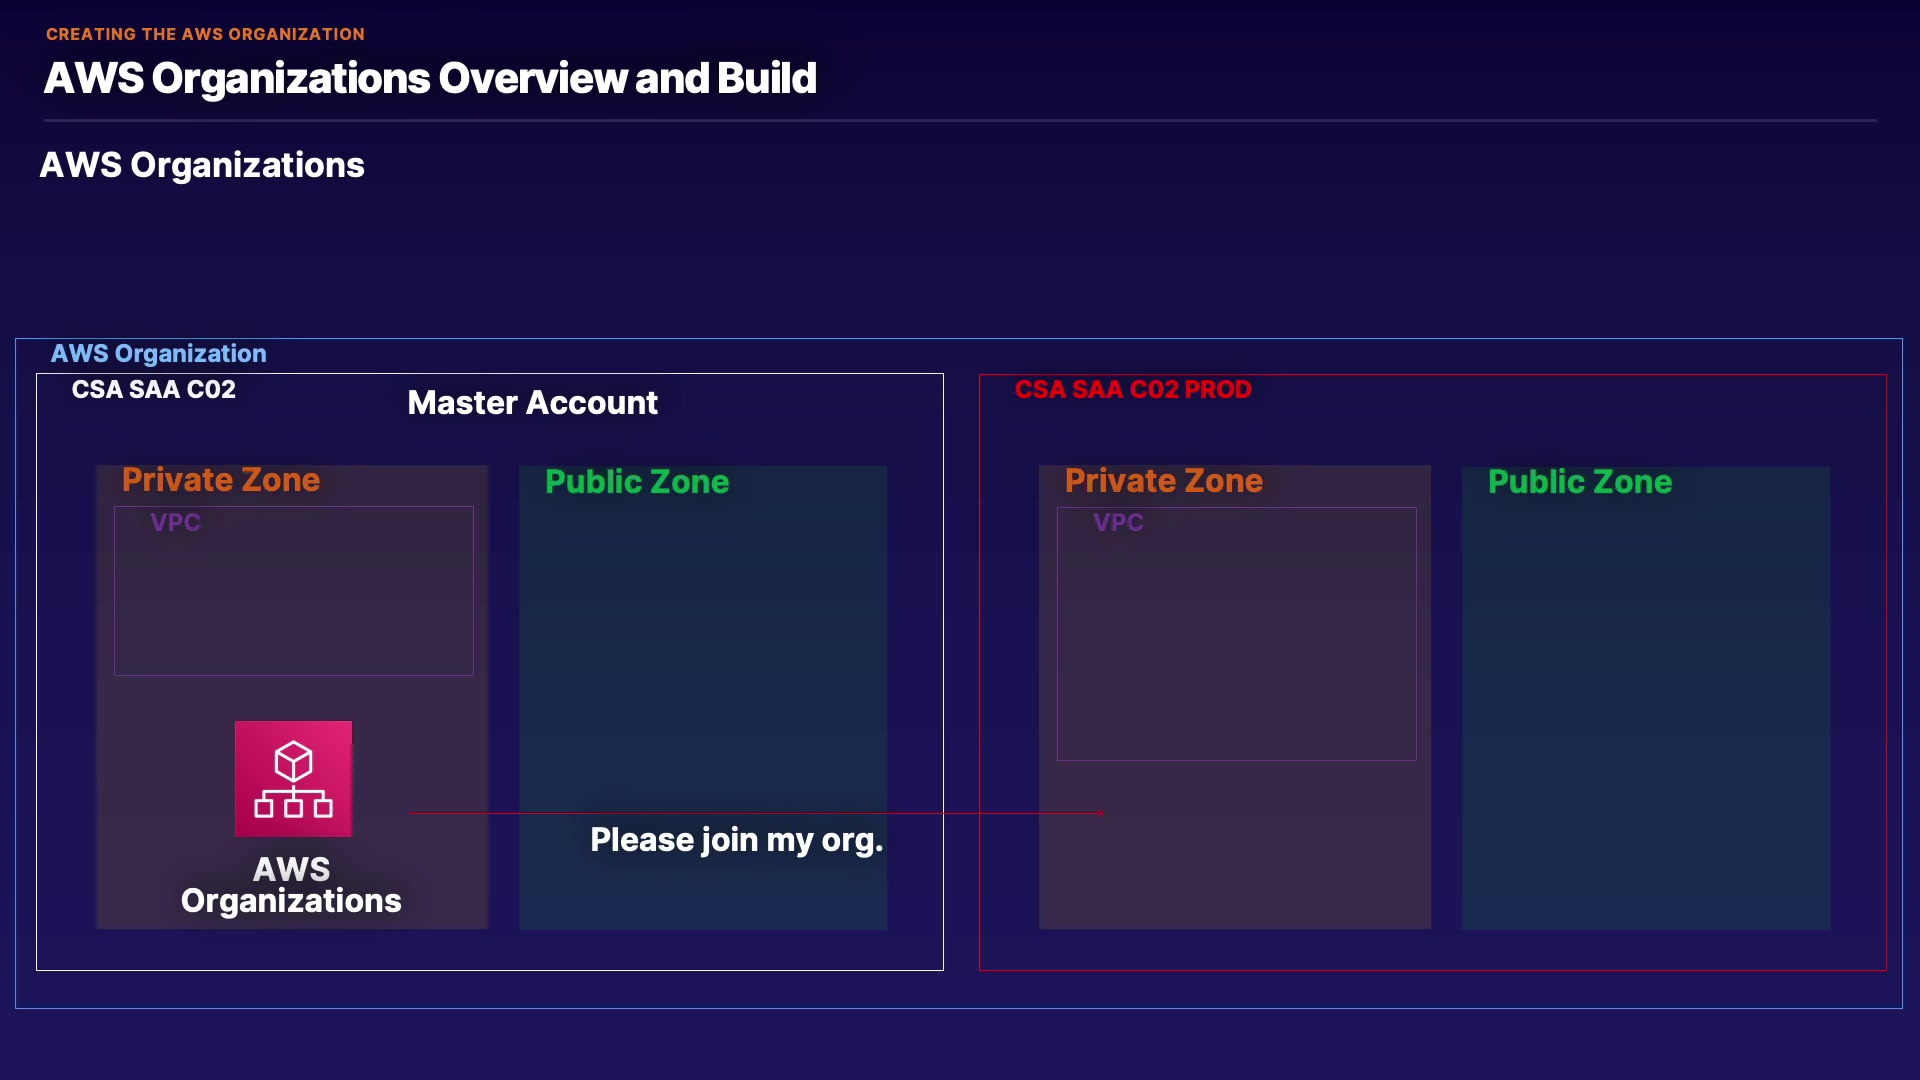 CREATING THE AWS ORGANIZATION
AWS Organizations Overview and Build
AWS Organizations
AWS Organization
CSA SAA C02
Master Account
Private Zone
VPC
Public Zone
AWS
Organizations
Please join my org.
CSA SAA C02 PROD
Private Zone
VPC
Public Zone